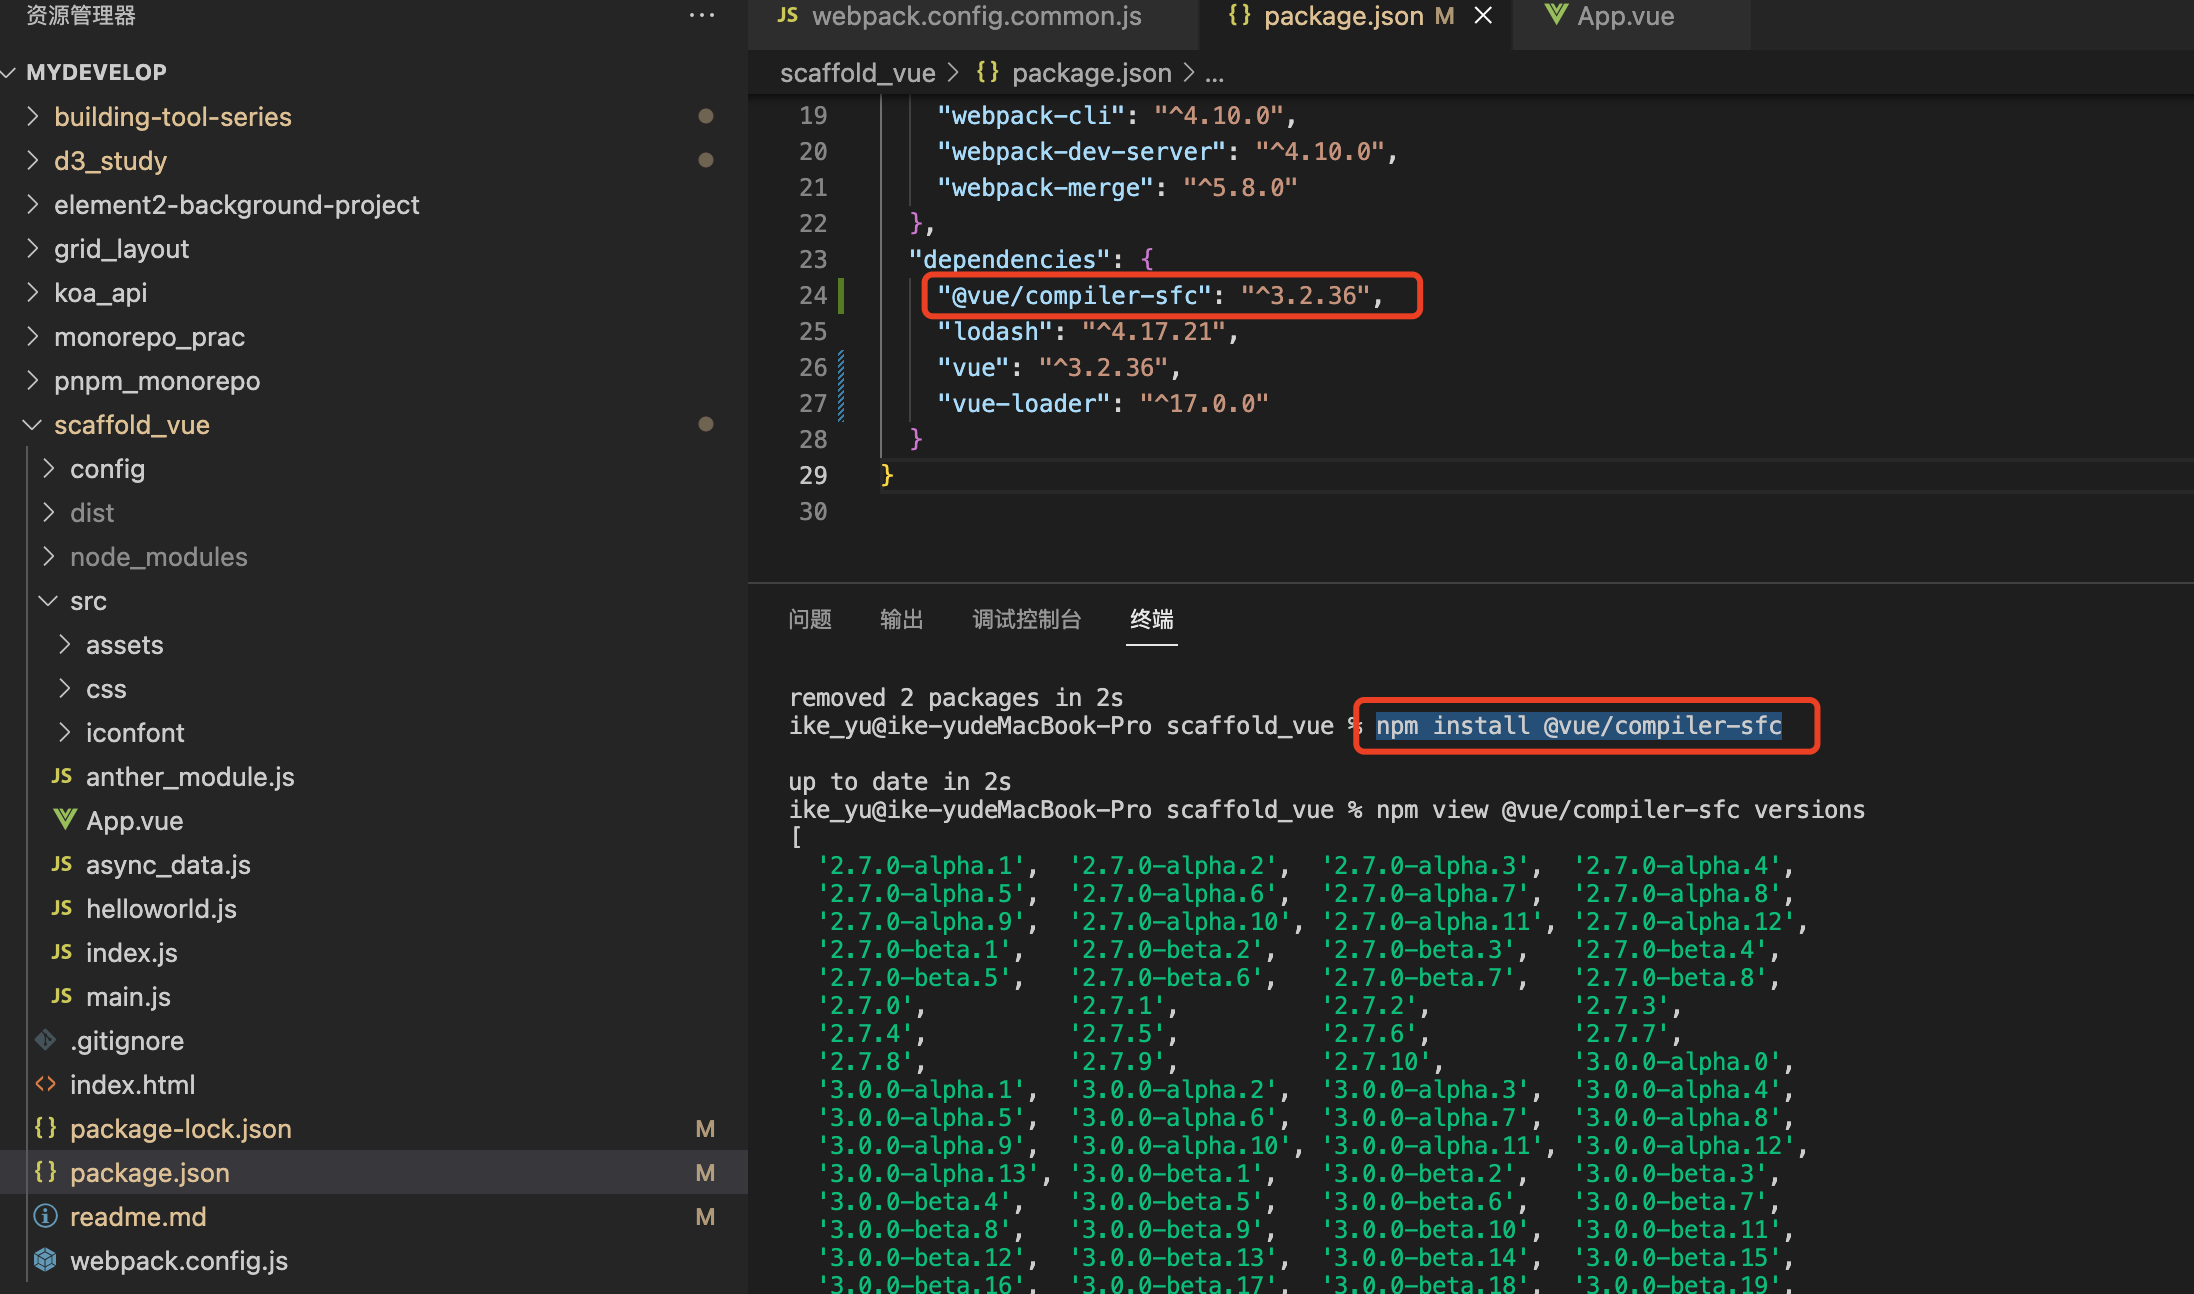 资源管理器
MYDEVELOP
building-tool-series
d3_study
element2-background-project
grid_layout
koa_api
monorepo_prac
pnpm_monorepo
scaffold_vue
config
dist
node_modules
src
assets
css
iconfont
JS anther_module.js
App.vue
JS async_data.js
JS helloworld.js
JS index.js
JS main.js
.gitignore
<> index.html
{} package-lock.json M
{} package.json M
readme.md M
webpack.config.js
JS webpack.config.common.js {} package.json M App.vue
scaffold_vue > {} package.json > ...
19 "webpack-cli": "^4.10.0",
20 "webpack-dev-server": "^4.10.0",
21 "webpack-merge": "^5.8.0"
22 },
23 "dependencies": {
24 "@vue/compiler-sfc": "^3.2.36",
25 "lodash": "^4.17.21",
26 "vue": "^3.2.36",
27 "vue-loader": "^17.0.0"
28 }
29 }
30
问题 输出 调试控制台 终端
removed 2 packages in 2s
ike_yu@ike-yudeMacBook-Pro scaffold_vue % npm install @vue/compiler-sfc
up to date in 2s
ike_yu@ike-yudeMacBook-Pro scaffold_vue % npm view @vue/compiler-sfc versions
[
'2.7.0-alpha.1', '2.7.0-alpha.2', '2.7.0-alpha.3', '2.7.0-alpha.4',
'2.7.0-alpha.5', '2.7.0-alpha.6', '2.7.0-alpha.7', '2.7.0-alpha.8',
'2.7.0-alpha.9', '2.7.0-alpha.10', '2.7.0-alpha.11', '2.7.0-alpha.12',
'2.7.0-beta.1', '2.7.0-beta.2', '2.7.0-beta.3', '2.7.0-beta.4',
'2.7.0-beta.5', '2.7.0-beta.6', '2.7.0-beta.7', '2.7.0-beta.8',
'2.7.0', '2.7.1', '2.7.2', '2.7.3',
'2.7.4', '2.7.5', '2.7.6', '2.7.7',
'2.7.8', '2.7.9', '2.7.10', '3.0.0-alpha.0',
'3.0.0-alpha.1', '3.0.0-alpha.2', '3.0.0-alpha.3', '3.0.0-alpha.4',
'3.0.0-alpha.5', '3.0.0-alpha.6', '3.0.0-alpha.7', '3.0.0-alpha.8',
'3.0.0-alpha.9', '3.0.0-alpha.10', '3.0.0-alpha.11', '3.0.0-alpha.12',
'3.0.0-alpha.13', '3.0.0-beta.1', '3.0.0-beta.2', '3.0.0-beta.3',
'3.0.0-beta.4', '3.0.0-beta.5', '3.0.0-beta.6', '3.0.0-beta.7',
'3.0.0-beta.8', '3.0.0-beta.9', '3.0.0-beta.10', '3.0.0-beta.11',
'3.0.0-beta.12', '3.0.0-beta.13', '3.0.0-beta.14', '3.0.0-beta.15',
'3.0.0-beta.16', '3.0.0-beta.17', '3.0.0-beta.18', '3.0.0-beta.19',